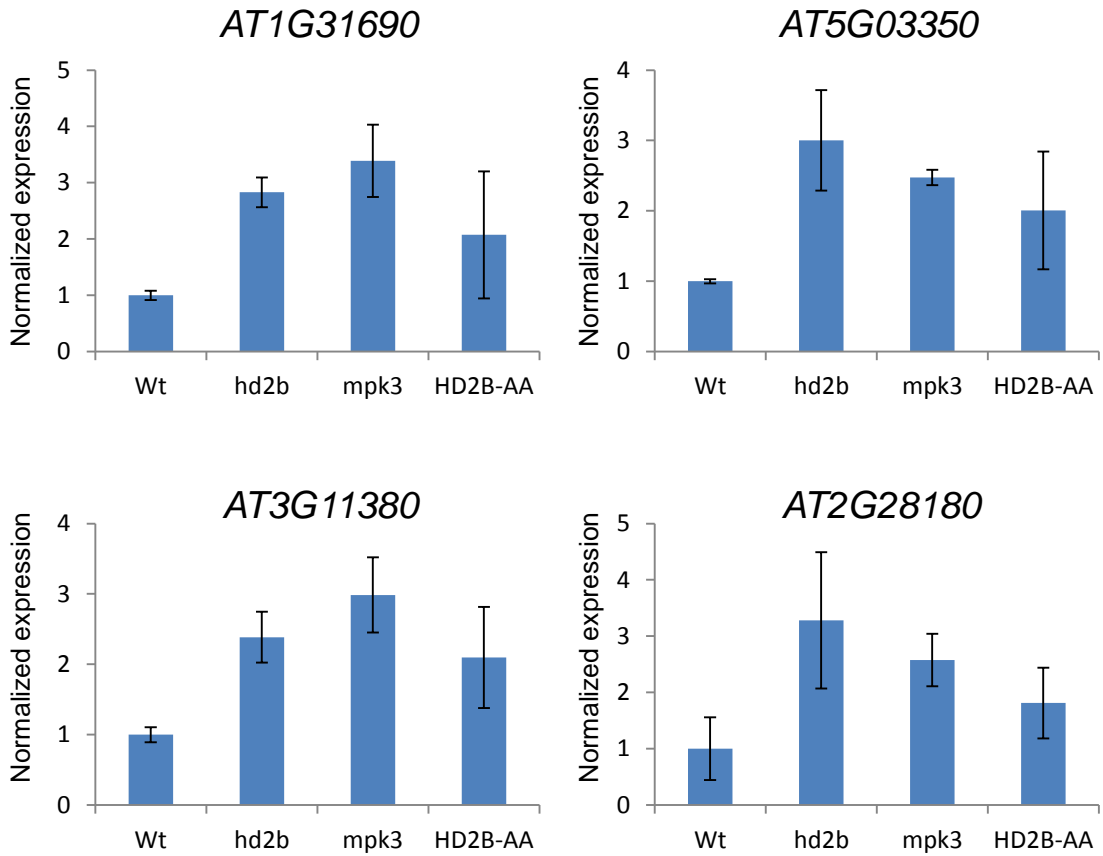 AT1G31690
Normalized expression
5
4
3
2
1
0
Wt hd2b mpk3 HD2B-AA
AT5G03350
Normalized expression
4
3
2
1
0
Wt hd2b mpk3 HD2B-AA
AT3G11380
Normalized expression
4
3
2
1
0
Wt hd2b mpk3 HD2B-AA
AT2G28180
Normalized expression
5
4
3
2
1
0
Wt hd2b mpk3 HD2B-AA